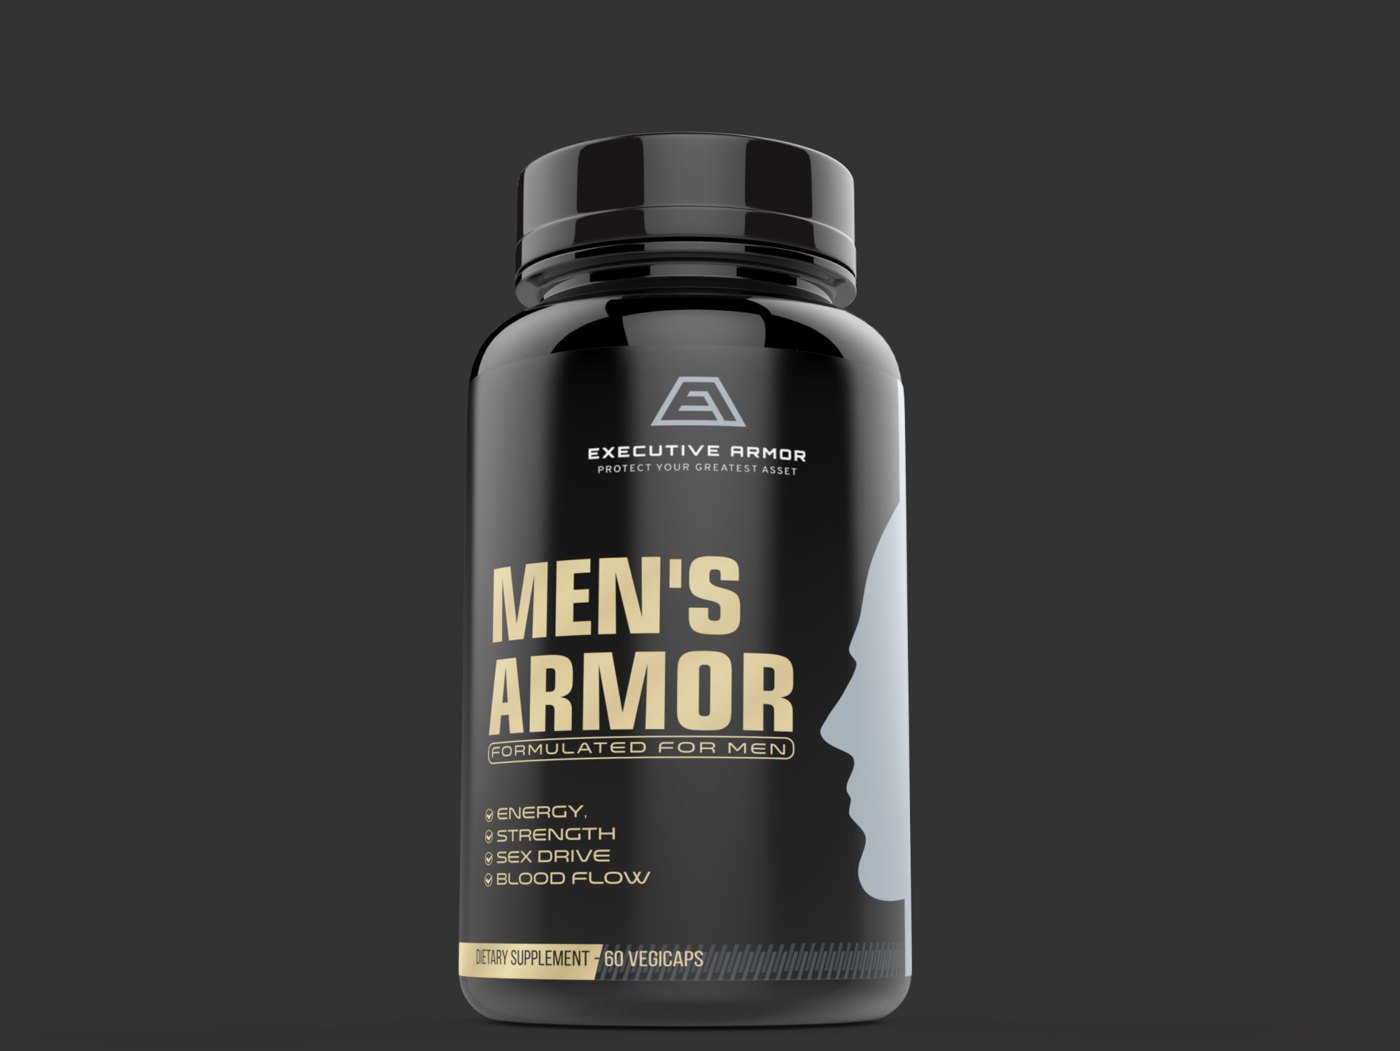 EXECUTIVE ARMOR
PROTECT YOUR GREATEST ASSET
MEN'S
ARMOR
FORMULATED FOR MEN
ENERGY,
STRENGTH
SEX DRIVE
BLOOD FLOW
DIETARY SUPPLEMENT - 60 VEGICAPS